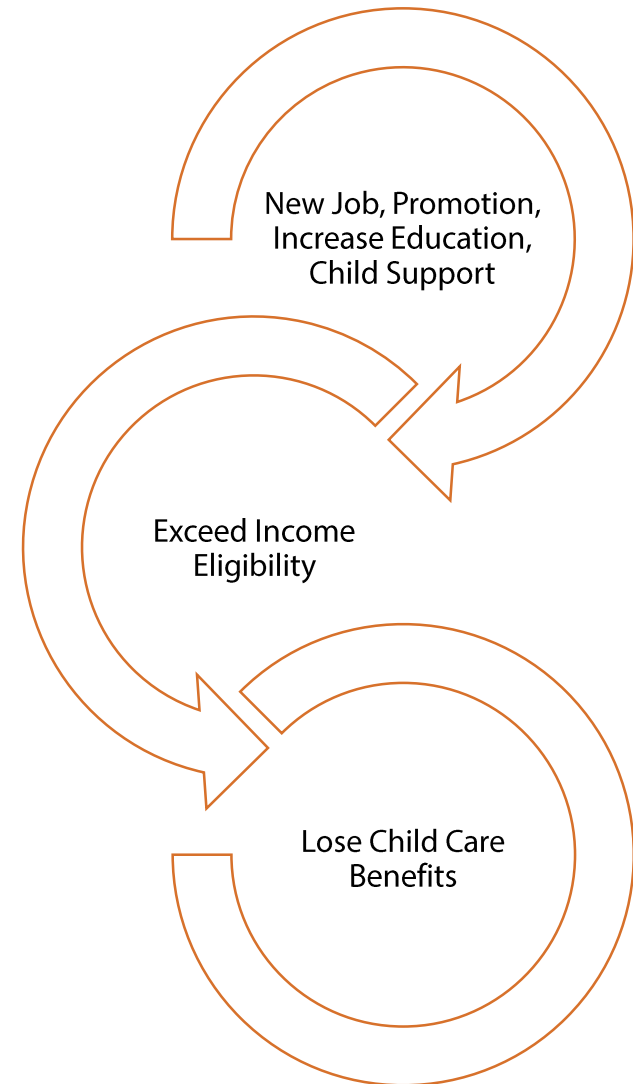 New Job, Promotion,
Increase Education,
Child Support
Exceed Income
Eligibility
Lose Child Care
Benefits